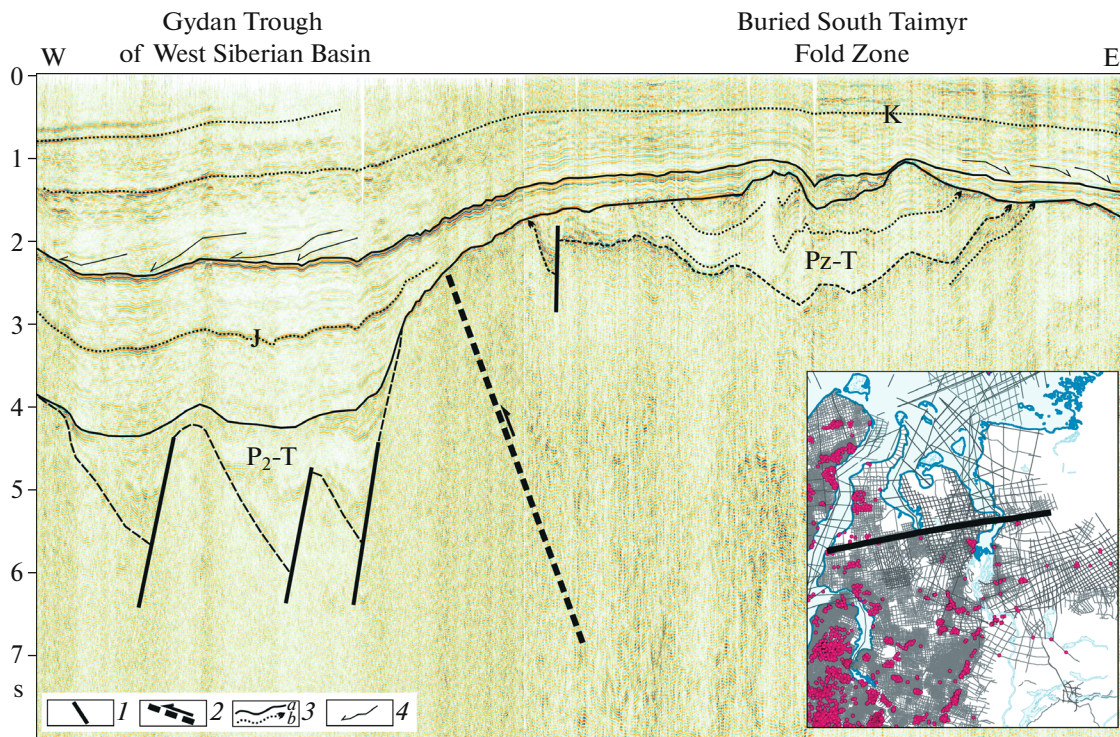 Gydan Trough
of West Siberian Basin
Buried South Taimyr
Fold Zone
W
E
0
1
2
3
4
5
6
7
s
K
J
Pz-T
P₂-T
1
2
a
b
3
4